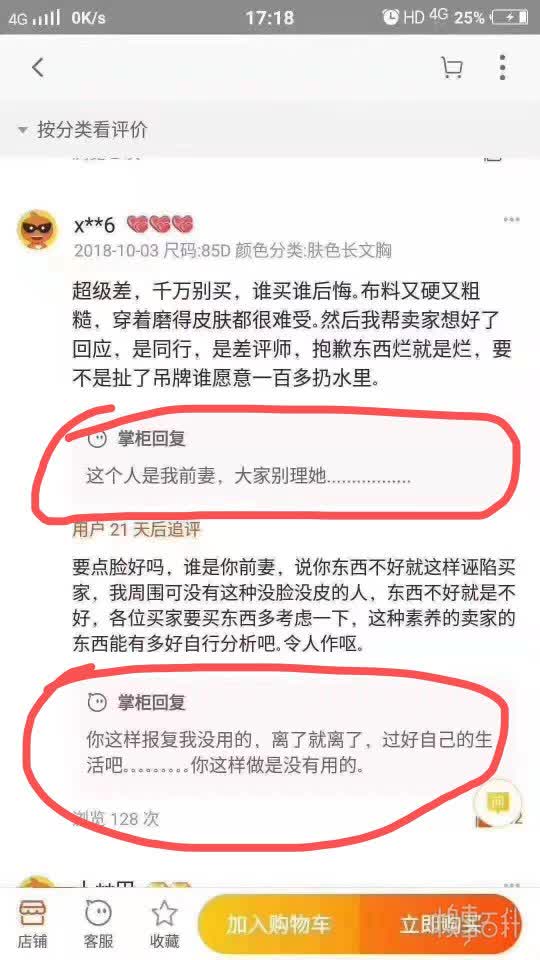 4G 0K/s 17:18 HD 4G 25%
按分类看评价
x**6
2018-10-03 尺码:85D 颜色分类:肤色长文胸
超级差，千万别买，谁买谁后悔。布料又硬又粗
糙，穿着磨得皮肤都很难受。然后我帮卖家想好了
回应，是同行，是差评师，抱歉东西烂就是烂，要
不是扯了吊牌谁愿意一百多扔水里。
掌柜回复
这个人是我前妻，大家别理她.................
用户 21 天后追评
要点脸好吗，谁是你前妻，说你东西不好就这样诬陷买
家，我周围可没有这种没脸没皮的人，东西不好就是不
好，各位买家要买东西多考虑一下，这种素养的卖家的
东西能有多好自行分析吧。令人作呕。
掌柜回复
你这样报复我没用的，离了就离了，过好自己的生
活吧。。。。。。。。。你这样做是没有用的。
问
浏览 128 次
2
店铺
客服
收藏
加入购物车
立即购买